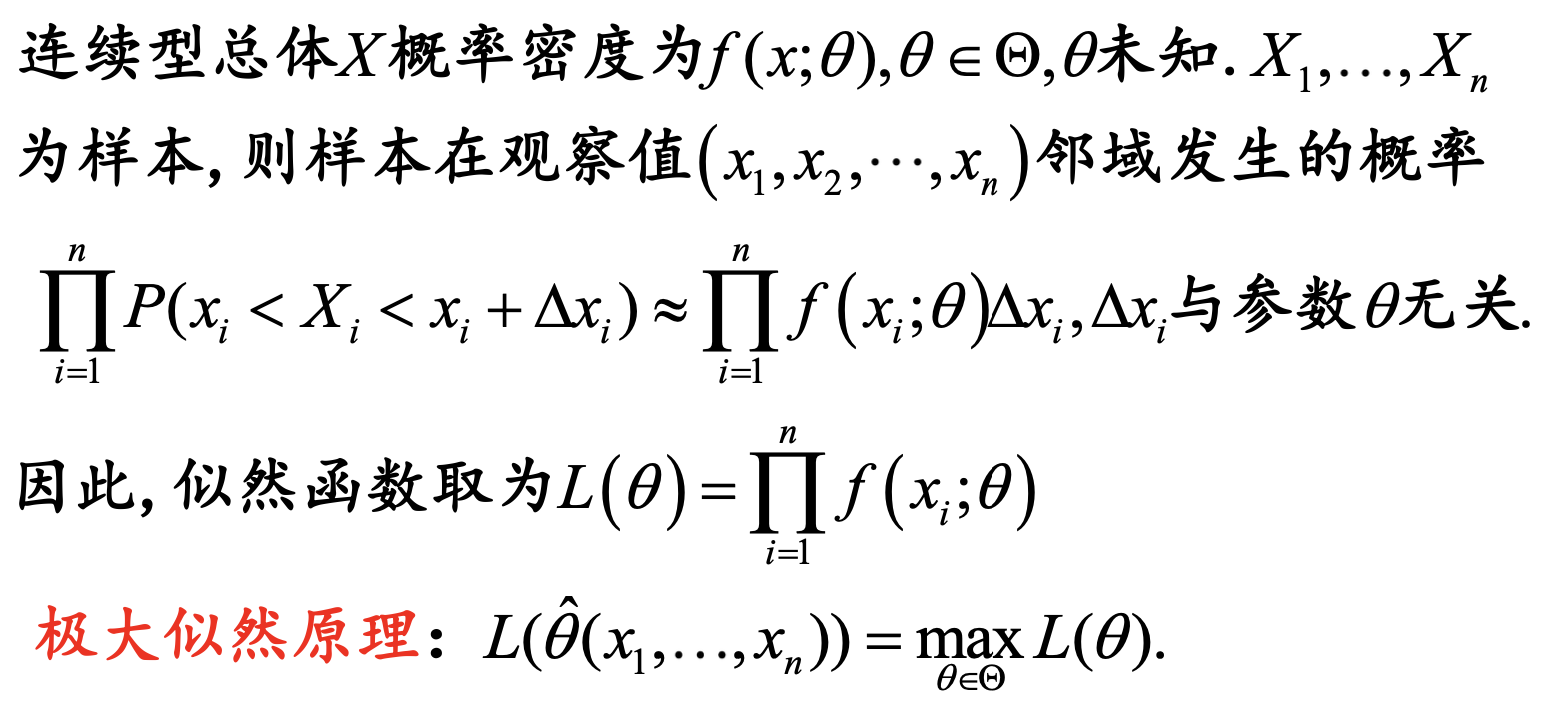 连续型总体X概率密度为f(x;θ),θ∈Θ,θ未知. X₁,…,Xₙ
为样本, 则样本在观察值(x₁,x₂,⋯,xₙ)邻域发生的概率
∏ᵢ₌₁ⁿ P(xᵢ < Xᵢ < xᵢ + Δxᵢ) ≈ ∏ᵢ₌₁ⁿ f(xᵢ;θ)Δxᵢ, Δxᵢ与参数θ无关.
因此, 似然函数取为L(θ) = ∏ᵢ₌₁ⁿ f(xᵢ;θ)
极大似然原理：L(θ̂(x₁,…,xₙ)) = max_{θ∈Θ} L(θ).